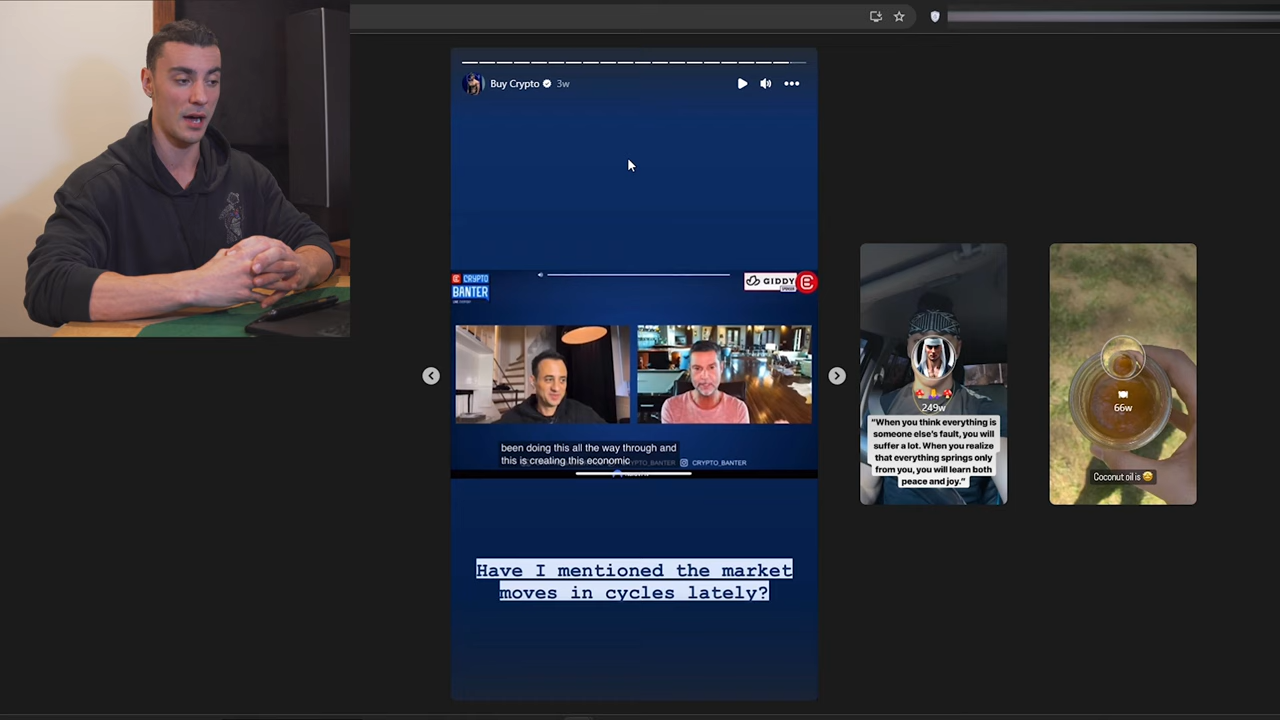 Buy Crypto 3w
CRYPTO
BANTER
GIDDY
been doing this all the way through and
this is creating this economic
CRYPTO_BANTER
Have I mentioned the market
moves in cycles lately?
249w
“When you think everything is
someone else's fault, you will
suffer a lot. When you realize
that everything springs only
from you, you will learn both
peace and joy.”
66w
Coconut oil is 🤩